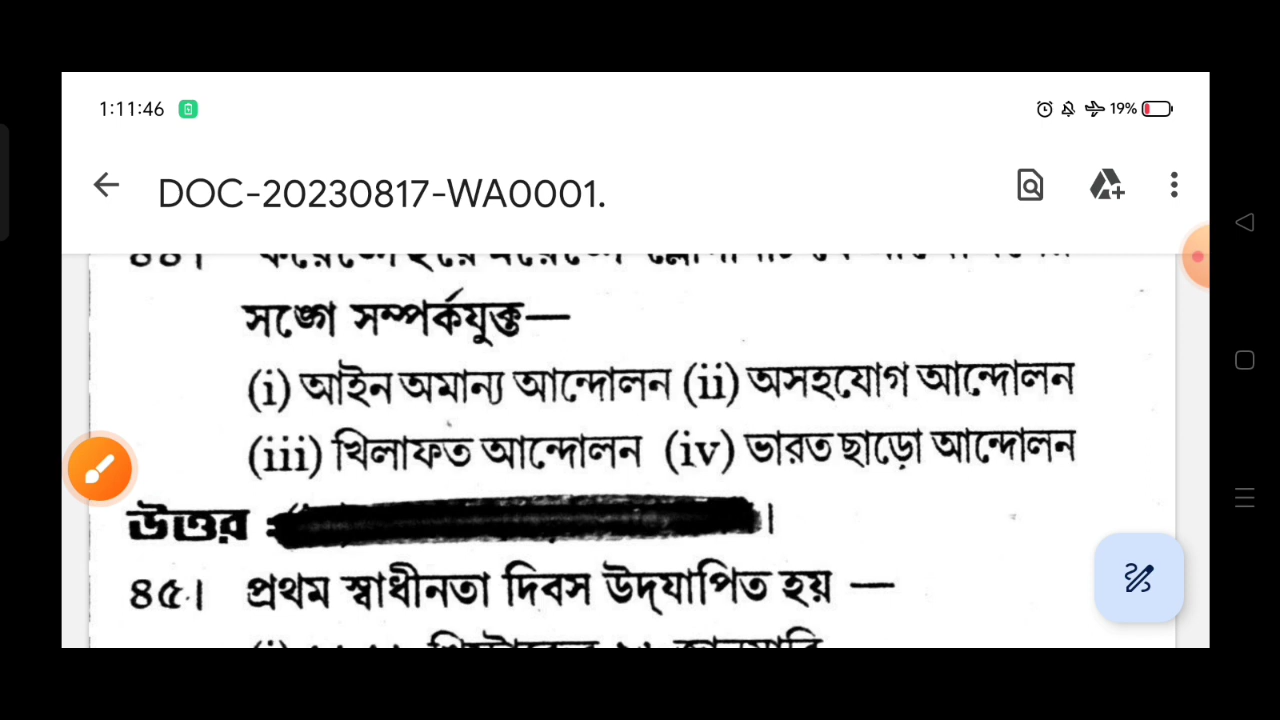 1:11:46
19%
DOC-20230817-WA0001.
৪৪।
সঙ্গে সম্পর্কযুক্ত—
(i) আইন অমান্য আন্দোলন (ii) অসহযোগ আন্দোলন
(iii) খিলাফত আন্দোলন (iv) ভারত ছাড়ো আন্দোলন
উত্তর :
৪৫। প্রথম স্বাধীনতা দিবস উদ্‌যাপিত হয় —